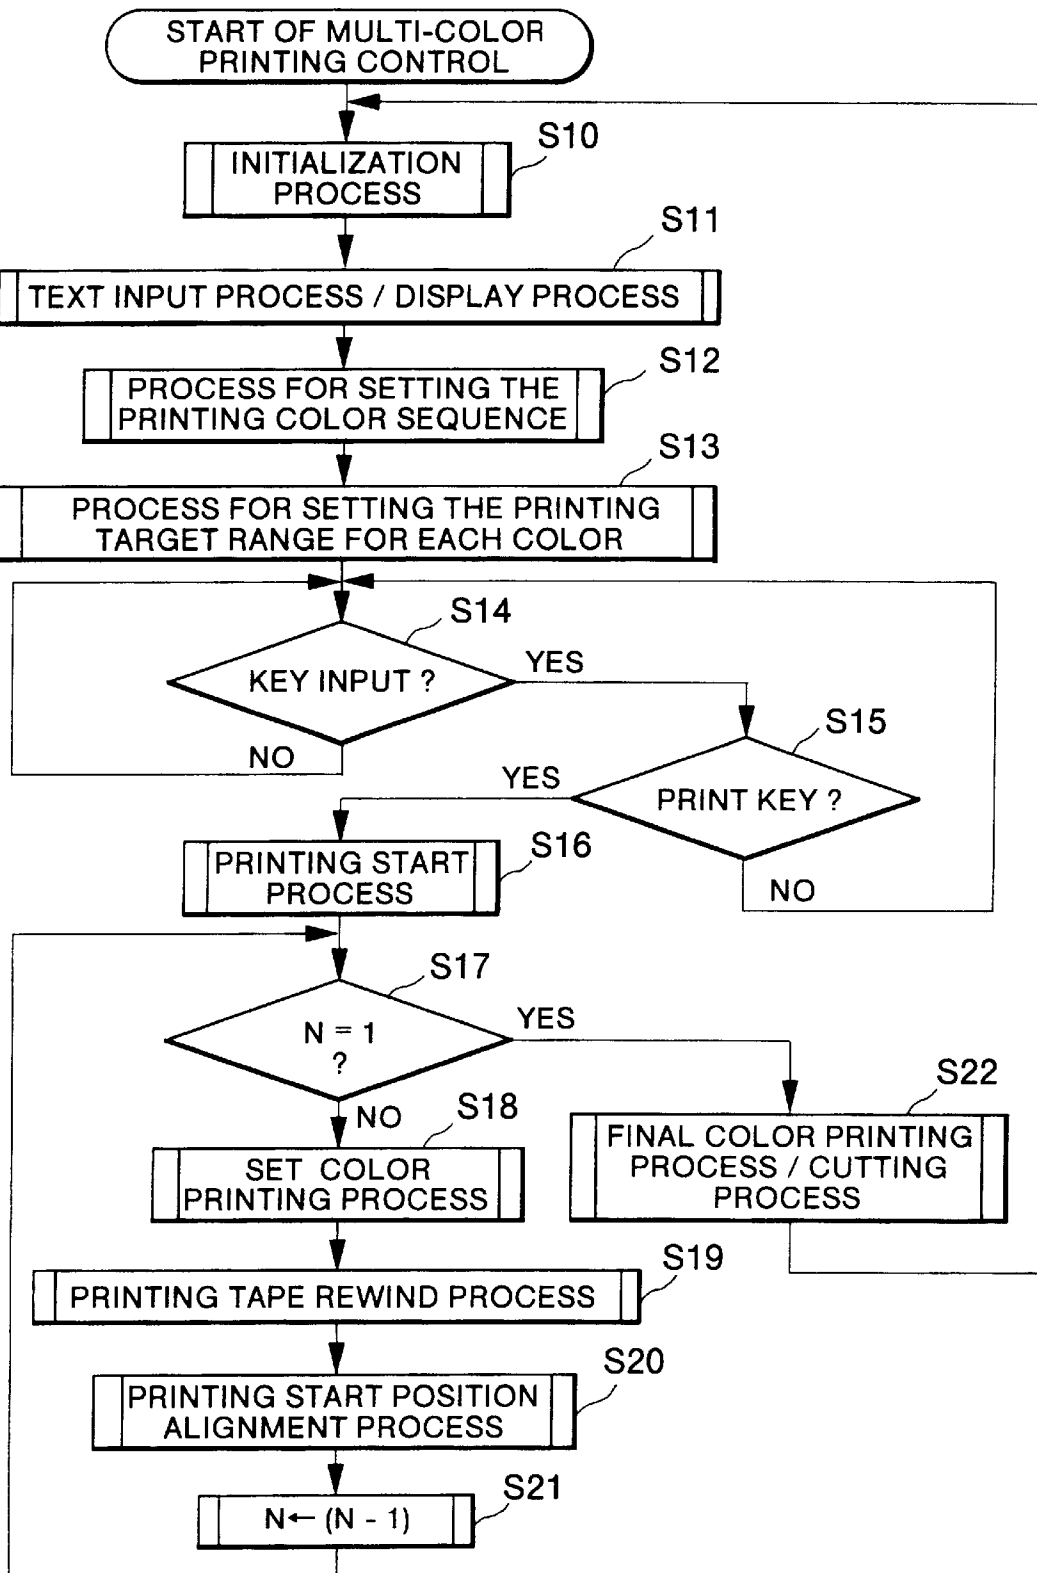 START OF MULTI-COLOR
PRINTING CONTROL
S10
INITIALIZATION
PROCESS
S11
TEXT INPUT PROCESS / DISPLAY PROCESS
S12
PROCESS FOR SETTING THE
PRINTING COLOR SEQUENCE
S13
PROCESS FOR SETTING THE PRINTING
TARGET RANGE FOR EACH COLOR
S14
KEY INPUT ?
YES
NO
S15
PRINT KEY ?
YES
NO
S16
PRINTING START
PROCESS
S17
N = 1
?
YES
NO
S18
SET COLOR
PRINTING PROCESS
S22
FINAL COLOR PRINTING
PROCESS / CUTTING
PROCESS
S19
PRINTING TAPE REWIND PROCESS
S20
PRINTING START POSITION
ALIGNMENT PROCESS
S21
N← (N - 1)